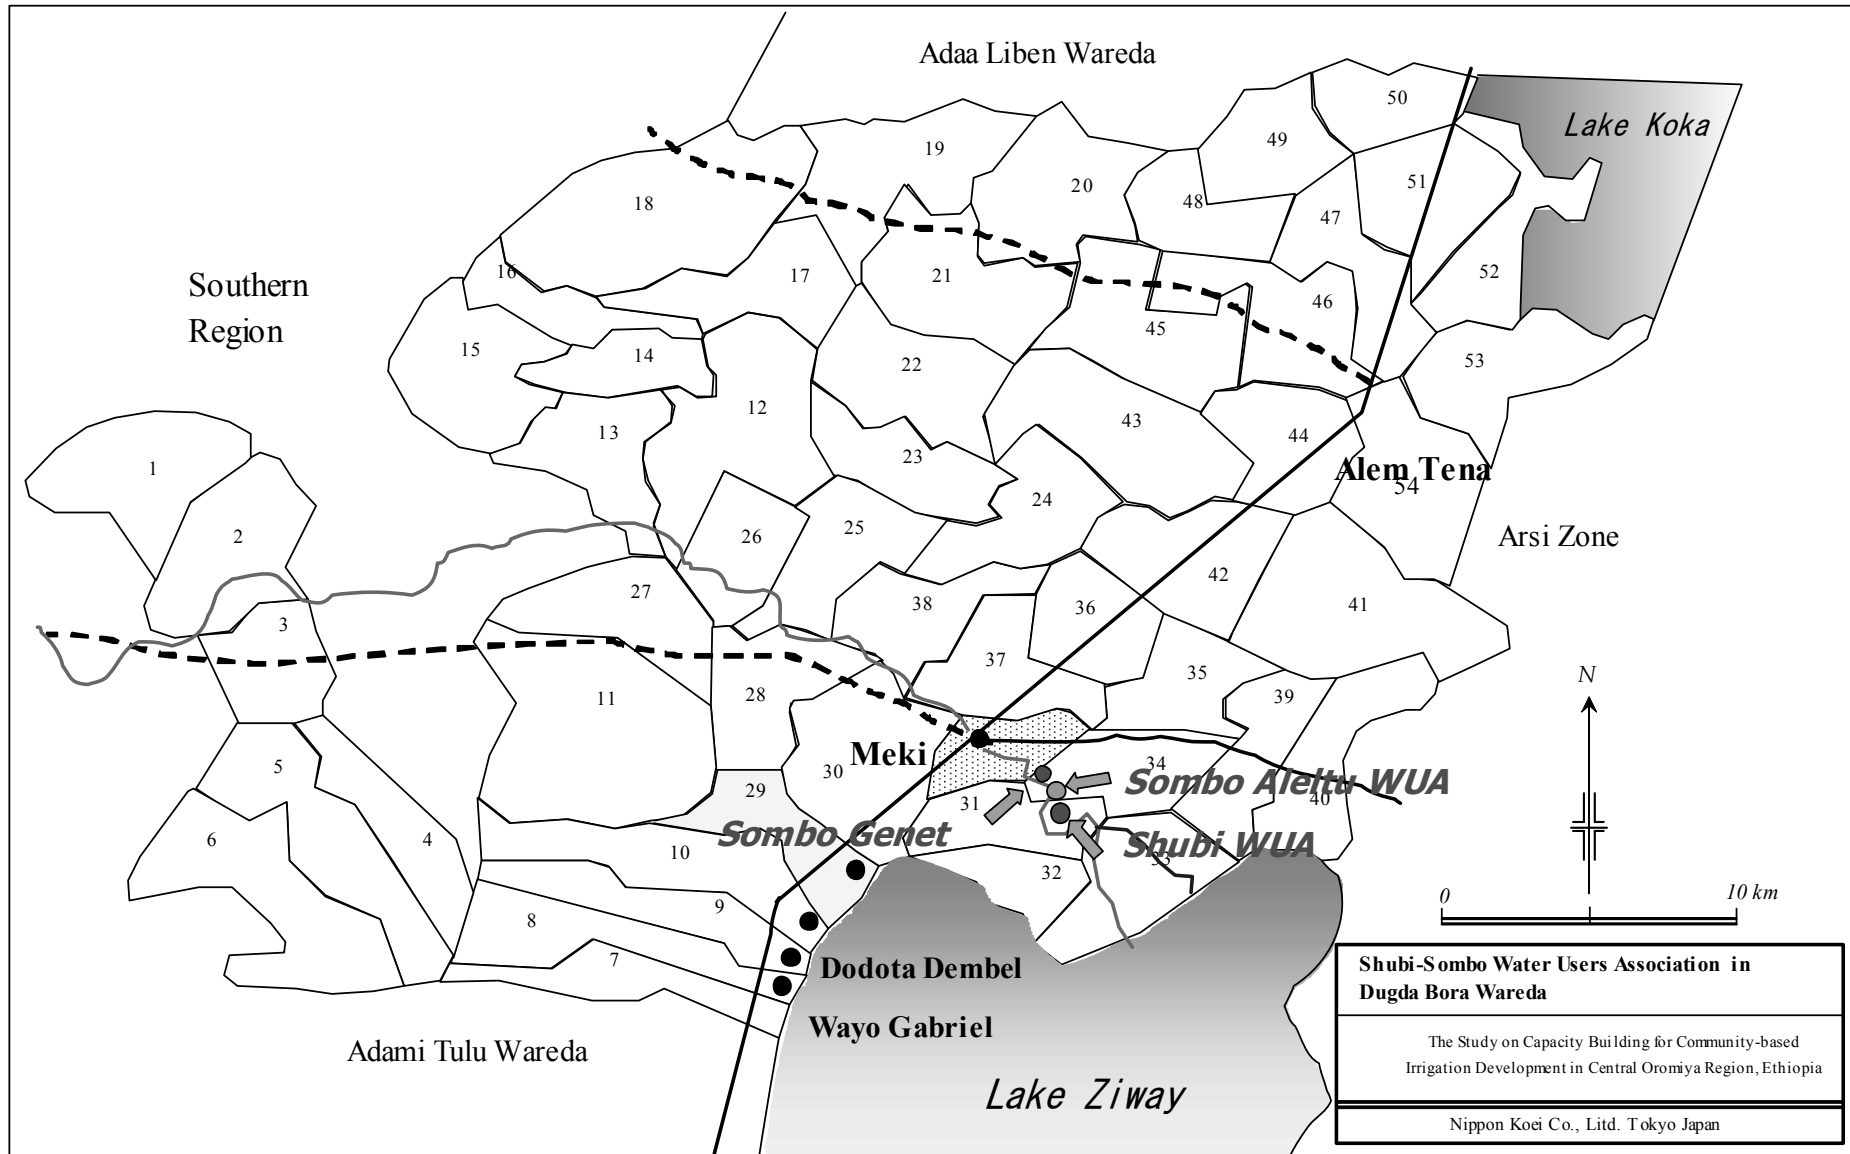 Adaa Liben Wareda
50
Lake Koka
49
19
20
51
18
48
47
16
17
21
52
Southern
Region
46
45
15
14
22
53
12
13
43
44
23
1
Alem Tena
54
24
2
26
25
Arsi Zone
42
27
38
36
41
3
37
35
N
28
39
11
Meki
30
34
5
29
Sombo Aleltu WUA
40
31
6
4
Sombo Genet
10
Shubi WUA
33
32
0
10 km
9
8
7
Dodota Dembel
Shubi-Sombo Water Users Association in
Dugda Bora Wareda
Wayo Gabriel
Adami Tulu Wareda
The Study on Capacity Building for Community-based
Irrigation Development in Central Oromiya Region, Ethiopia
Lake Ziway
Nippon Koei Co., Litd. Tokyo Japan